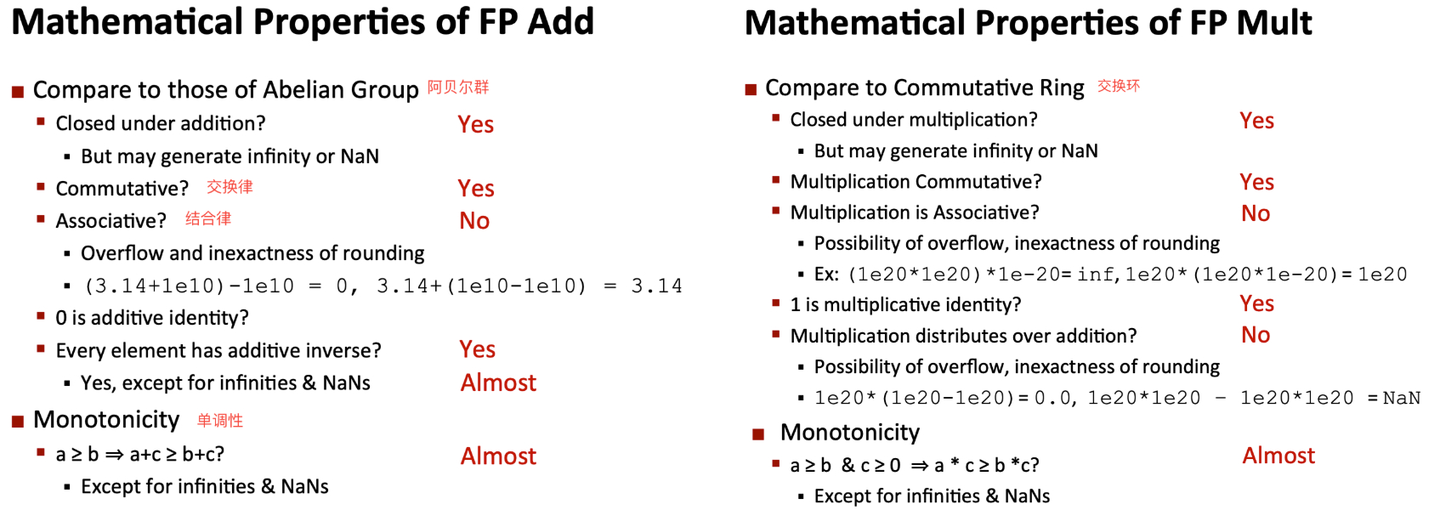 Mathematical Properties of FP Add
■ Compare to those of Abelian Group 阿贝尔群
▪ Closed under addition? Yes
▪ But may generate infinity or NaN
▪ Commutative? 交换律 Yes
▪ Associative? 结合律 No
▪ Overflow and inexactness of rounding
▪ (3.14+1e10)-1e10 = 0, 3.14+(1e10-1e10) = 3.14
▪ 0 is additive identity?
▪ Every element has additive inverse? Yes
▪ Yes, except for infinities & NaNs Almost
■ Monotonicity 单调性
▪ a ≥ b ⇒ a+c ≥ b+c? Almost
▪ Except for infinities & NaNs
Mathematical Properties of FP Mult
■ Compare to Commutative Ring 交换环
▪ Closed under multiplication? Yes
▪ But may generate infinity or NaN
▪ Multiplication Commutative? Yes
▪ Multiplication is Associative? No
▪ Possibility of overflow, inexactness of rounding
▪ Ex: (1e20*1e20)*1e-20= inf, 1e20*(1e20*1e-20)= 1e20
▪ 1 is multiplicative identity? Yes
▪ Multiplication distributes over addition? No
▪ Possibility of overflow, inexactness of rounding
▪ 1e20*(1e20-1e20)= 0.0, 1e20*1e20 – 1e20*1e20 = NaN
■ Monotonicity
▪ a ≥ b & c ≥ 0 ⇒ a * c ≥ b *c? Almost
▪ Except for infinities & NaNs